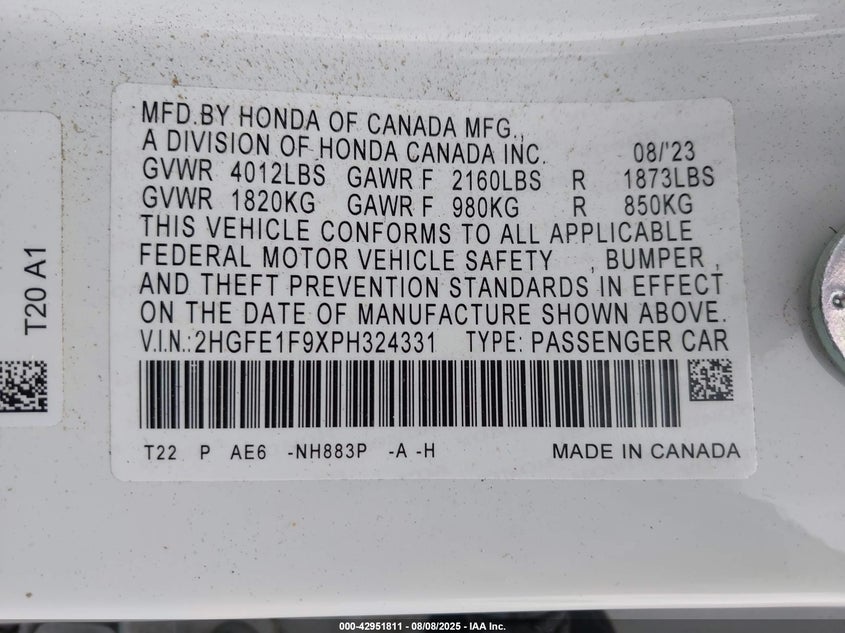 MFD.BY HONDA OF CANADA MFG.,
A DIVISION OF HONDA CANADA INC. 08/'23
GVWR 4012LBS GAWR F 2160LBS R 1873LBS
GVWR 1820KG GAWR F 980KG R 850KG
THIS VEHICLE CONFORMS TO ALL APPLICABLE
FEDERAL MOTOR VEHICLE SAFETY , BUMPER ,
AND THEFT PREVENTION STANDARDS IN EFFECT
ON THE DATE OF MANUFACTURE SHOWN ABOVE.
V.I.N.:2HGFE1F9XPH324331 TYPE: PASSENGER CAR
T22 P AE6 -NH883P -A -H MADE IN CANADA
T20 A1
000-42951811 - 08/08/2025 - IAA Inc.